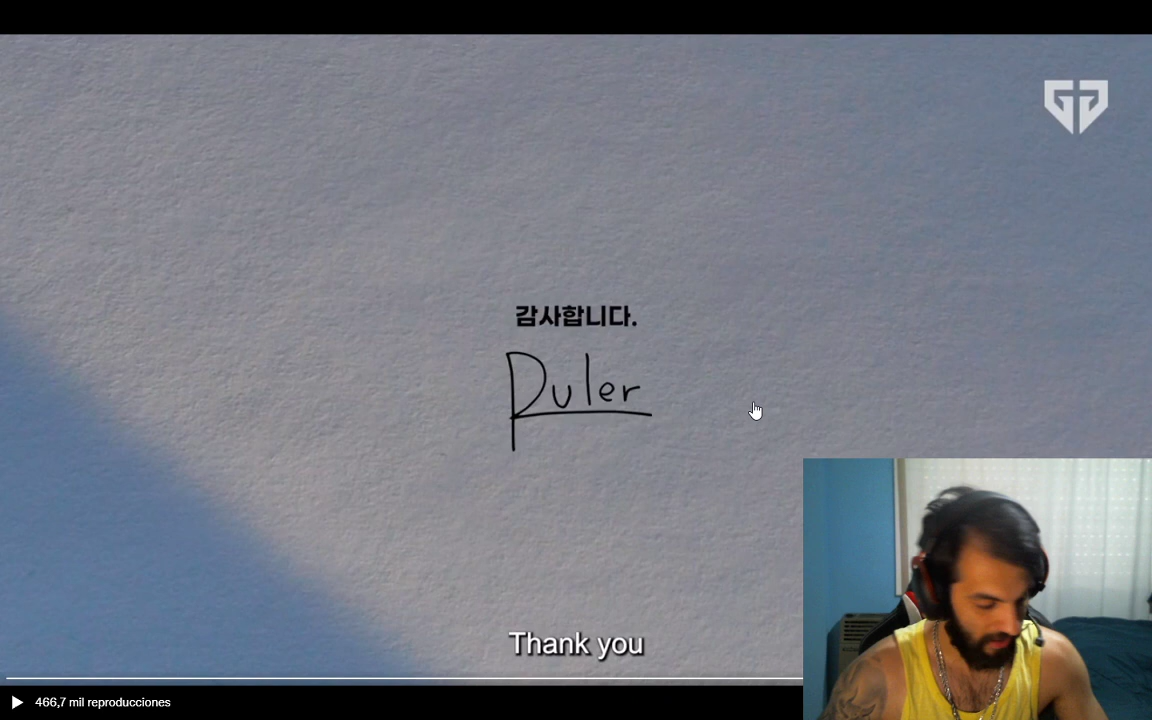 감사합니다.
Ruler
Thank you
466,7 mil reproducciones